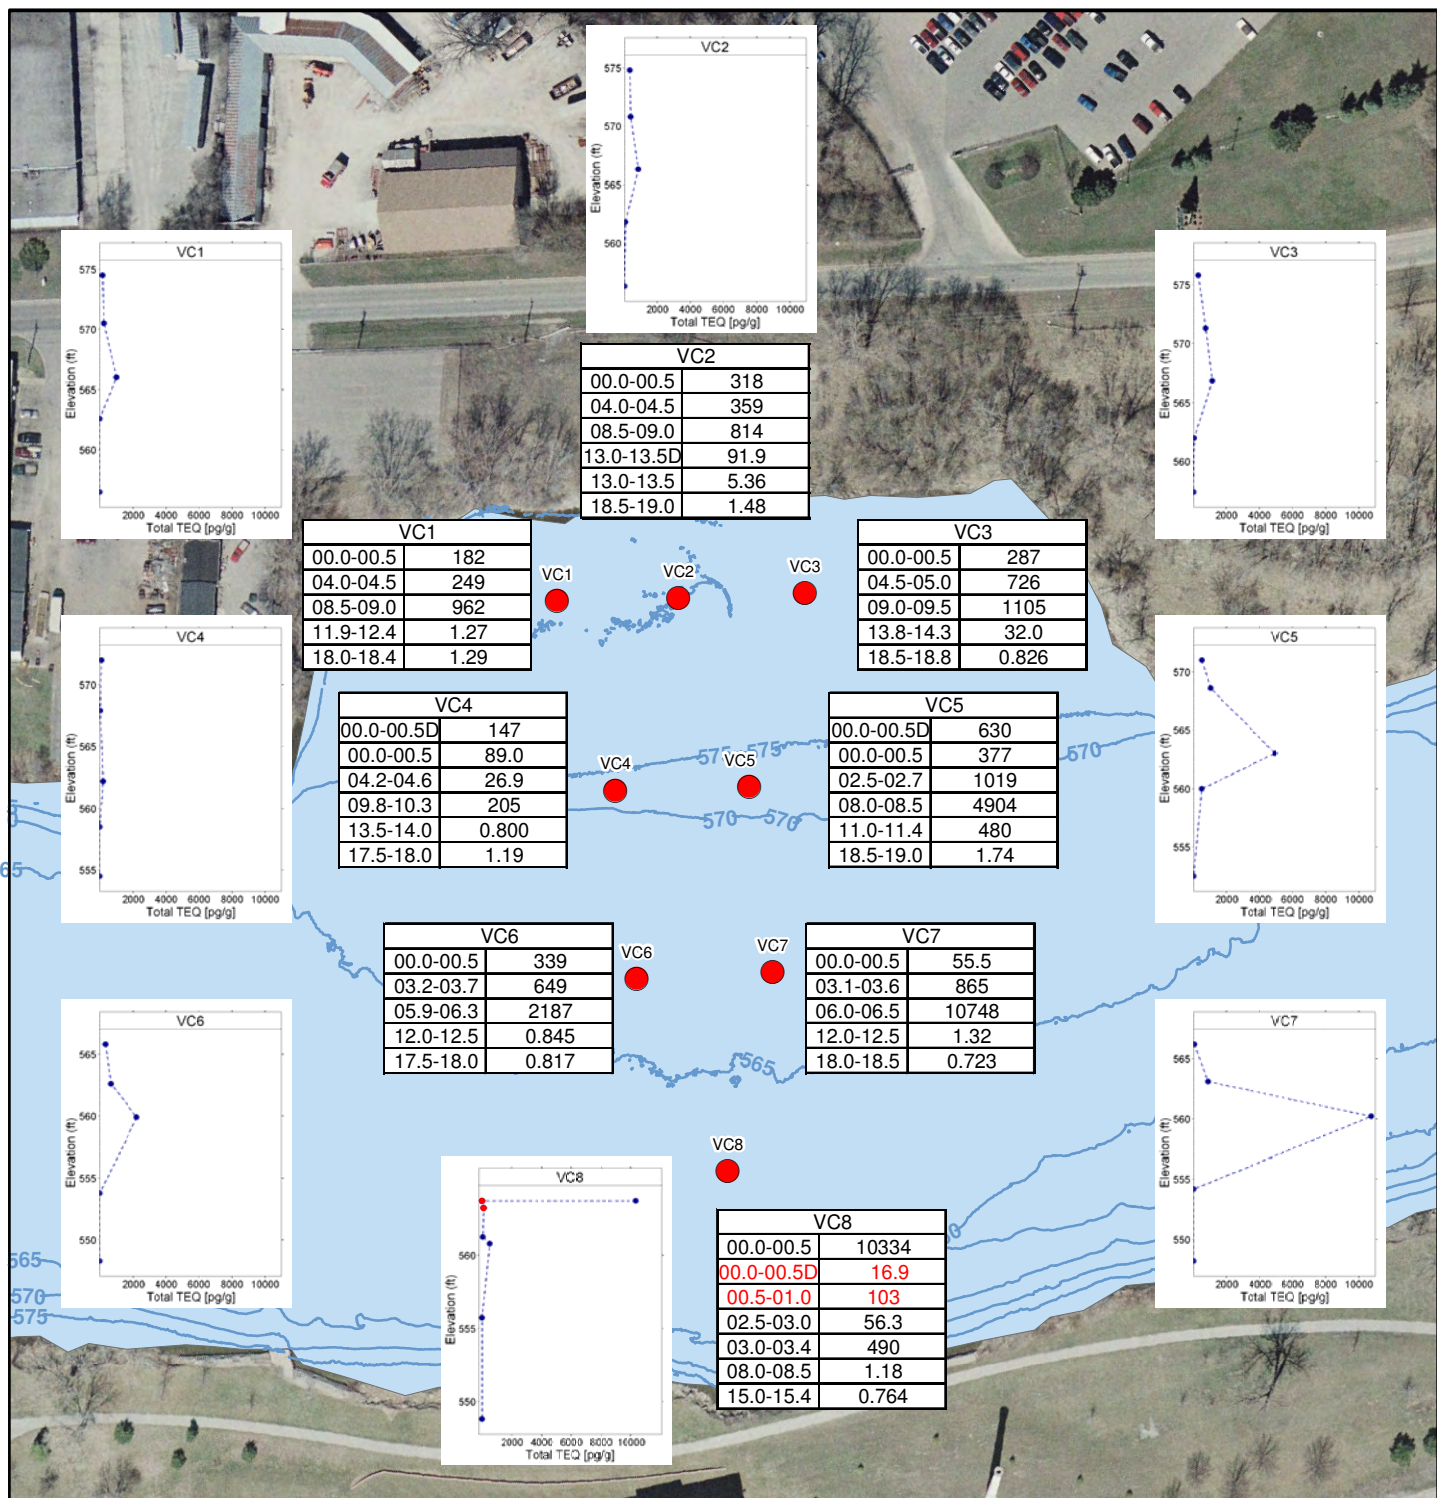 VC2
575
570
565
560
Elevation (ft)
2000 4000 6000 8000 10000
Total TEQ [pg/g]
VC1
575
570
565
560
Elevation (ft)
2000 4000 6000 8000 10000
Total TEQ [pg/g]
VC3
575
570
565
560
Elevation (ft)
2000 4000 6000 8000 10000
Total TEQ [pg/g]
VC2
00.0-00.5 318
04.0-04.5 359
08.5-09.0 814
13.0-13.5D 91.9
13.0-13.5 5.36
18.5-19.0 1.48
VC1
00.0-00.5 182
04.0-04.5 249
08.5-09.0 962
11.9-12.4 1.27
18.0-18.4 1.29
VC1
VC2
VC3
VC3
00.0-00.5 287
04.5-05.0 726
09.0-09.5 1105
13.8-14.3 32.0
18.5-18.8 0.826
VC4
570
565
560
555
Elevation (ft)
2000 4000 6000 8000 10000
Total TEQ [pg/g]
VC4
00.0-00.5D 147
00.0-00.5 89.0
04.2-04.6 26.9
09.8-10.3 205
13.5-14.0 0.800
17.5-18.0 1.19
575 575
VC4
VC5
570 570
VC5
00.0-00.5D 630
00.0-00.5 377
02.5-02.7 1019
08.0-08.5 4904
11.0-11.4 480
18.5-19.0 1.74
570
VC5
570
565
560
555
Elevation (ft)
2000 4000 6000 8000 10000
Total TEQ [pg/g]
65
VC6
00.0-00.5 339
03.2-03.7 649
05.9-06.3 2187
12.0-12.5 0.845
17.5-18.0 0.817
VC6
VC7
VC7
00.0-00.5 55.5
03.1-03.6 865
06.0-06.5 10748
12.0-12.5 1.32
18.0-18.5 0.723
565
VC6
565
560
555
550
Elevation (ft)
2000 4000 6000 8000 10000
Total TEQ [pg/g]
VC7
565
560
555
550
Elevation (ft)
2000 4000 6000 8000 10000
Total TEQ [pg/g]
VC8
VC8
560
555
550
Elevation (ft)
2000 4000 6000 8000 10000
Total TEQ [pg/g]
VC8
00.0-00.5 10334
00.0-00.5D 16.9
00.5-01.0 103
02.5-03.0 56.3
03.0-03.4 490
08.0-08.5 1.18
15.0-15.4 0.764
565
570
575